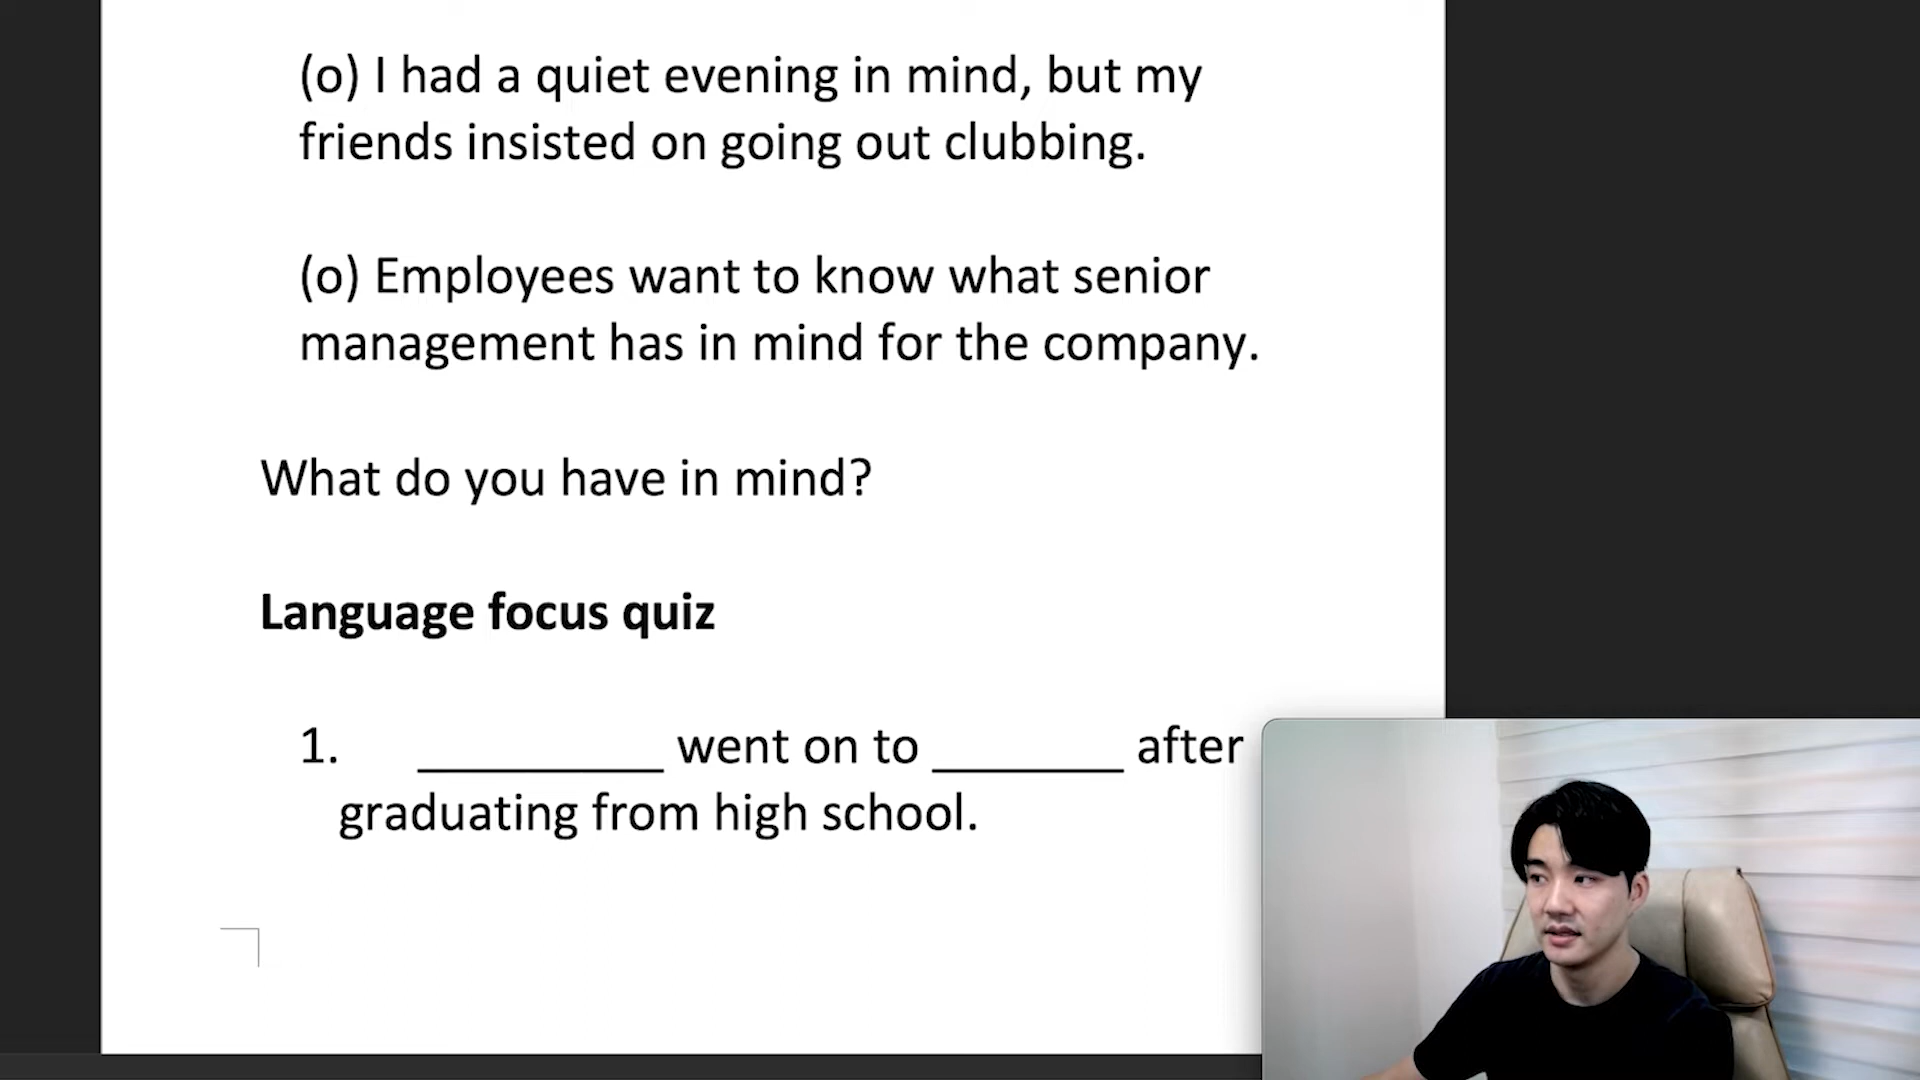 (o) I had a quiet evening in mind, but my
friends insisted on going out clubbing.
(o) Employees want to know what senior
management has in mind for the company.
What do you have in mind?
Language focus quiz
1. __________ went on to ________ after
graduating from high school.